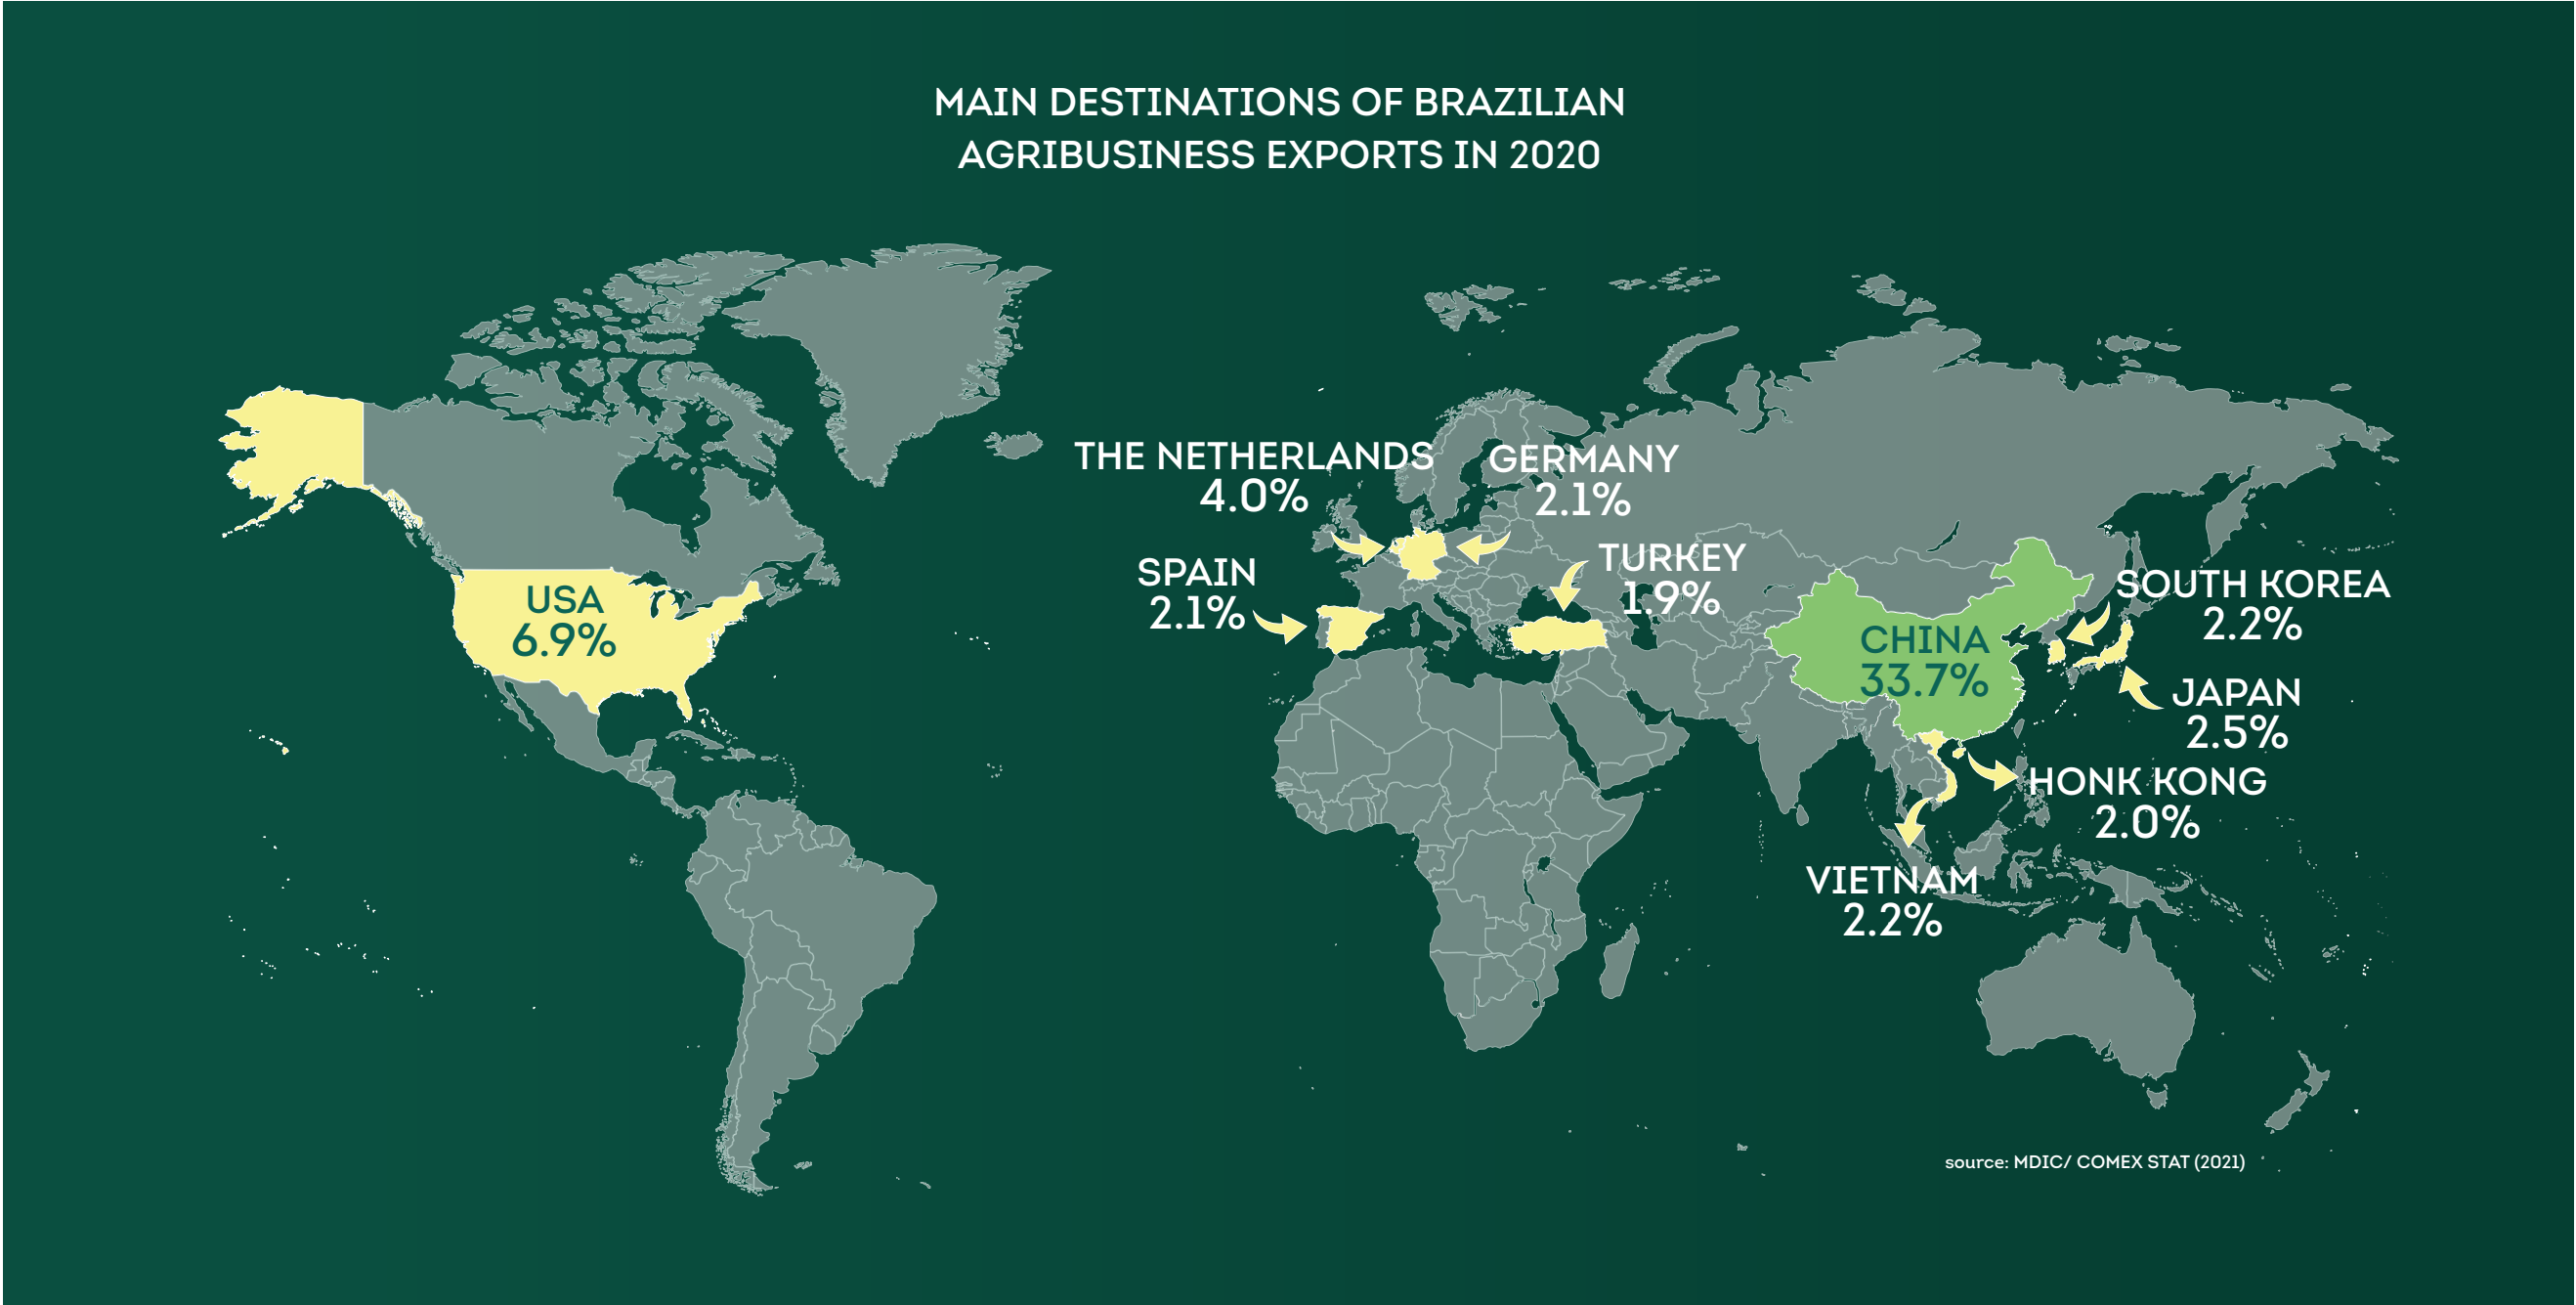 MAIN DESTINATIONS OF BRAZILIAN
AGRIBUSINESS EXPORTS IN 2020
THE NETHERLANDS
4.0%
GERMANY
2.1%
SPAIN
2.1%
TURKEY
1.9%
USA
6.9%
CHINA
33.7%
SOUTH KOREA
2.2%
JAPAN
2.5%
HONK KONG
2.0%
VIETNAM
2.2%
source: MDIC/ COMEX STAT (2021)